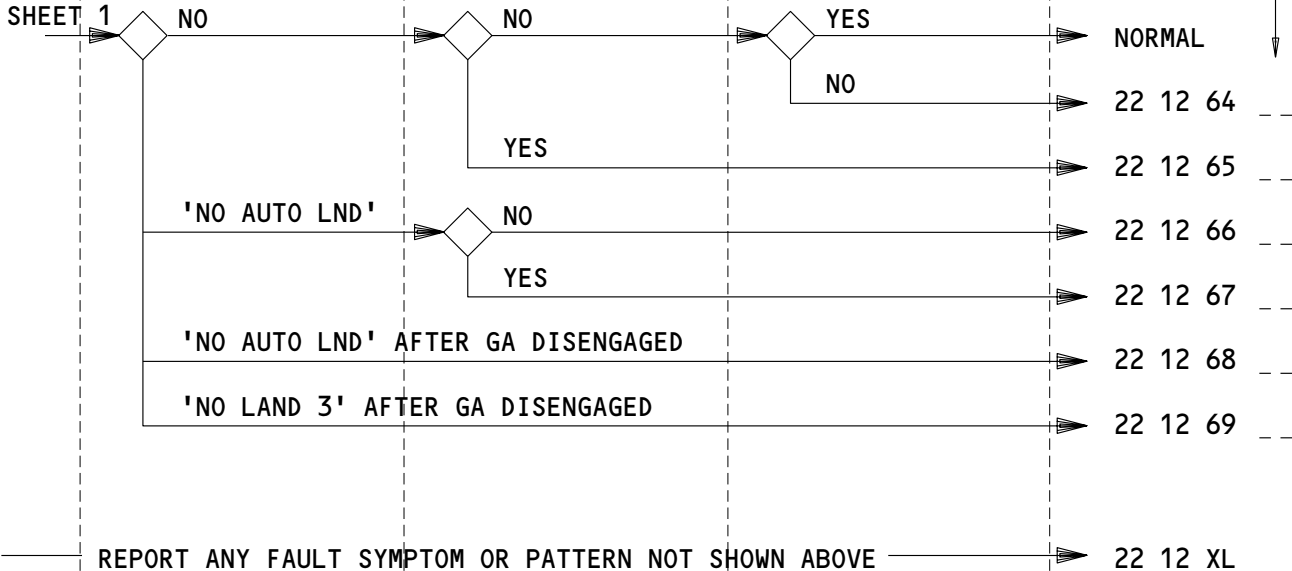 SHEET 1
NO NO YES NORMAL
NO 22 12 64 _ _
YES 22 12 65 _ _
'NO AUTO LND' NO 22 12 66 _ _
YES 22 12 67 _ _
'NO AUTO LND' AFTER GA DISENGAGED 22 12 68 _ _
'NO LAND 3' AFTER GA DISENGAGED 22 12 69 _ _
REPORT ANY FAULT SYMPTOM OR PATTERN NOT SHOWN ABOVE 22 12 XL